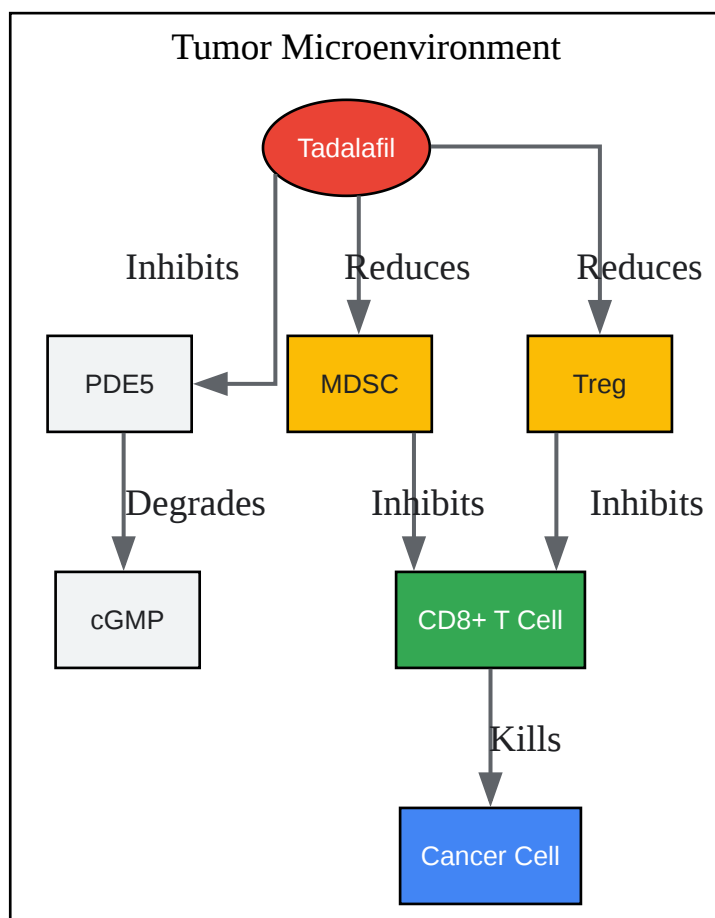 Tumor Microenvironment
Tadalafil
Inhibits
Reduces
Reduces
PDE5
MDSC
Treg
Degrades
Inhibits
Inhibits
cGMP
CD8+ T Cell
Kills
Cancer Cell